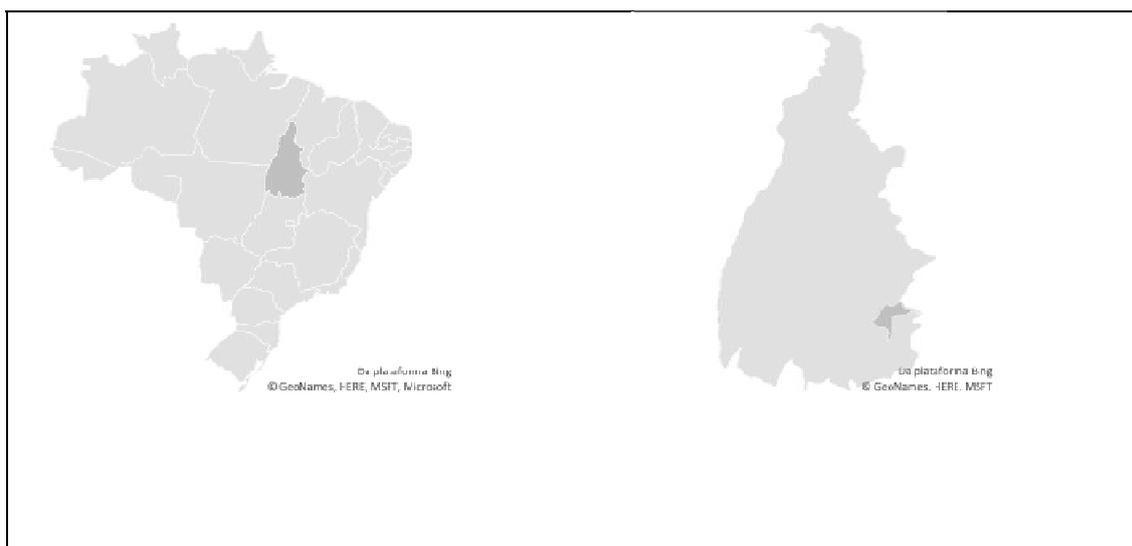 Da plataforma Bing
© GeoNames, HERE, MSFT, Microsoft
Da plataforma Bing
© GeoNames, HERE, MSFT